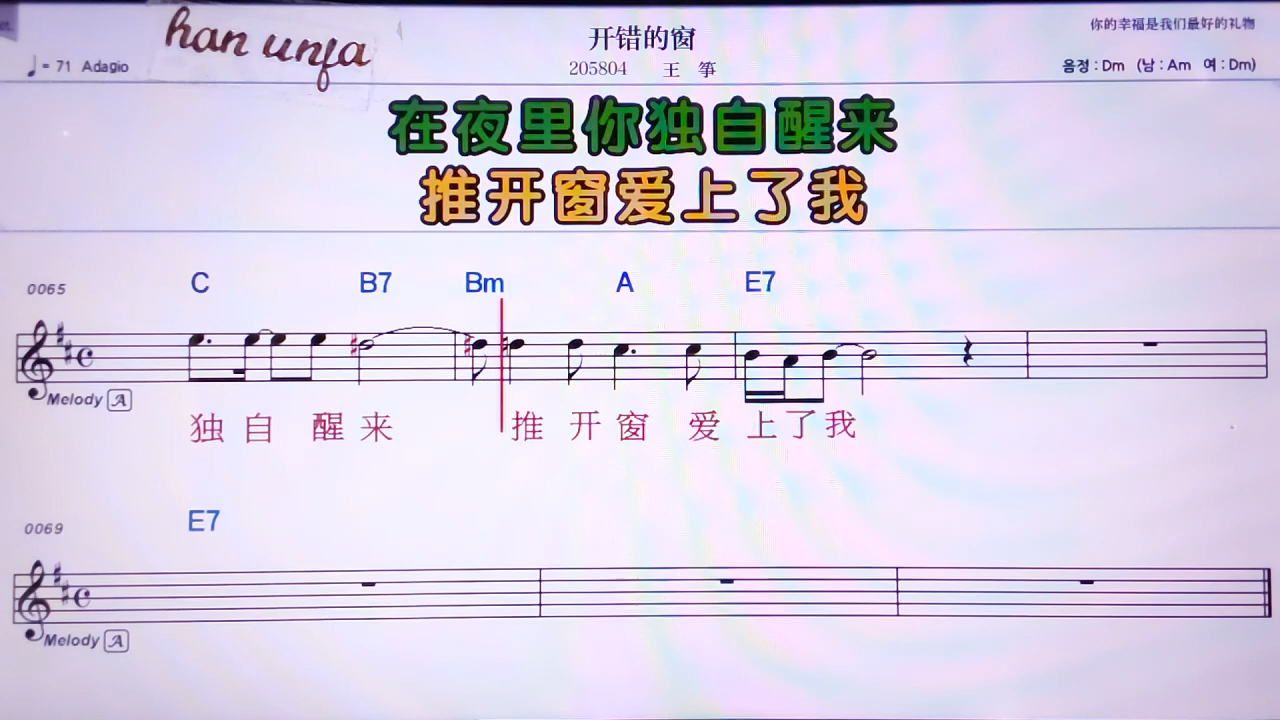 han unja
开错的窗
你的幸福是我们最好的礼物
♩= 71 Adagio
205804 王 筝
음정 : Dm (남 : Am 여 : Dm)
在夜里你独自醒来
推开窗爱上了我
0065
C B7 Bm A E7
Melody A
独 自 醒 来 推 开 窗 爱 上 了 我
0069
E7
Melody A